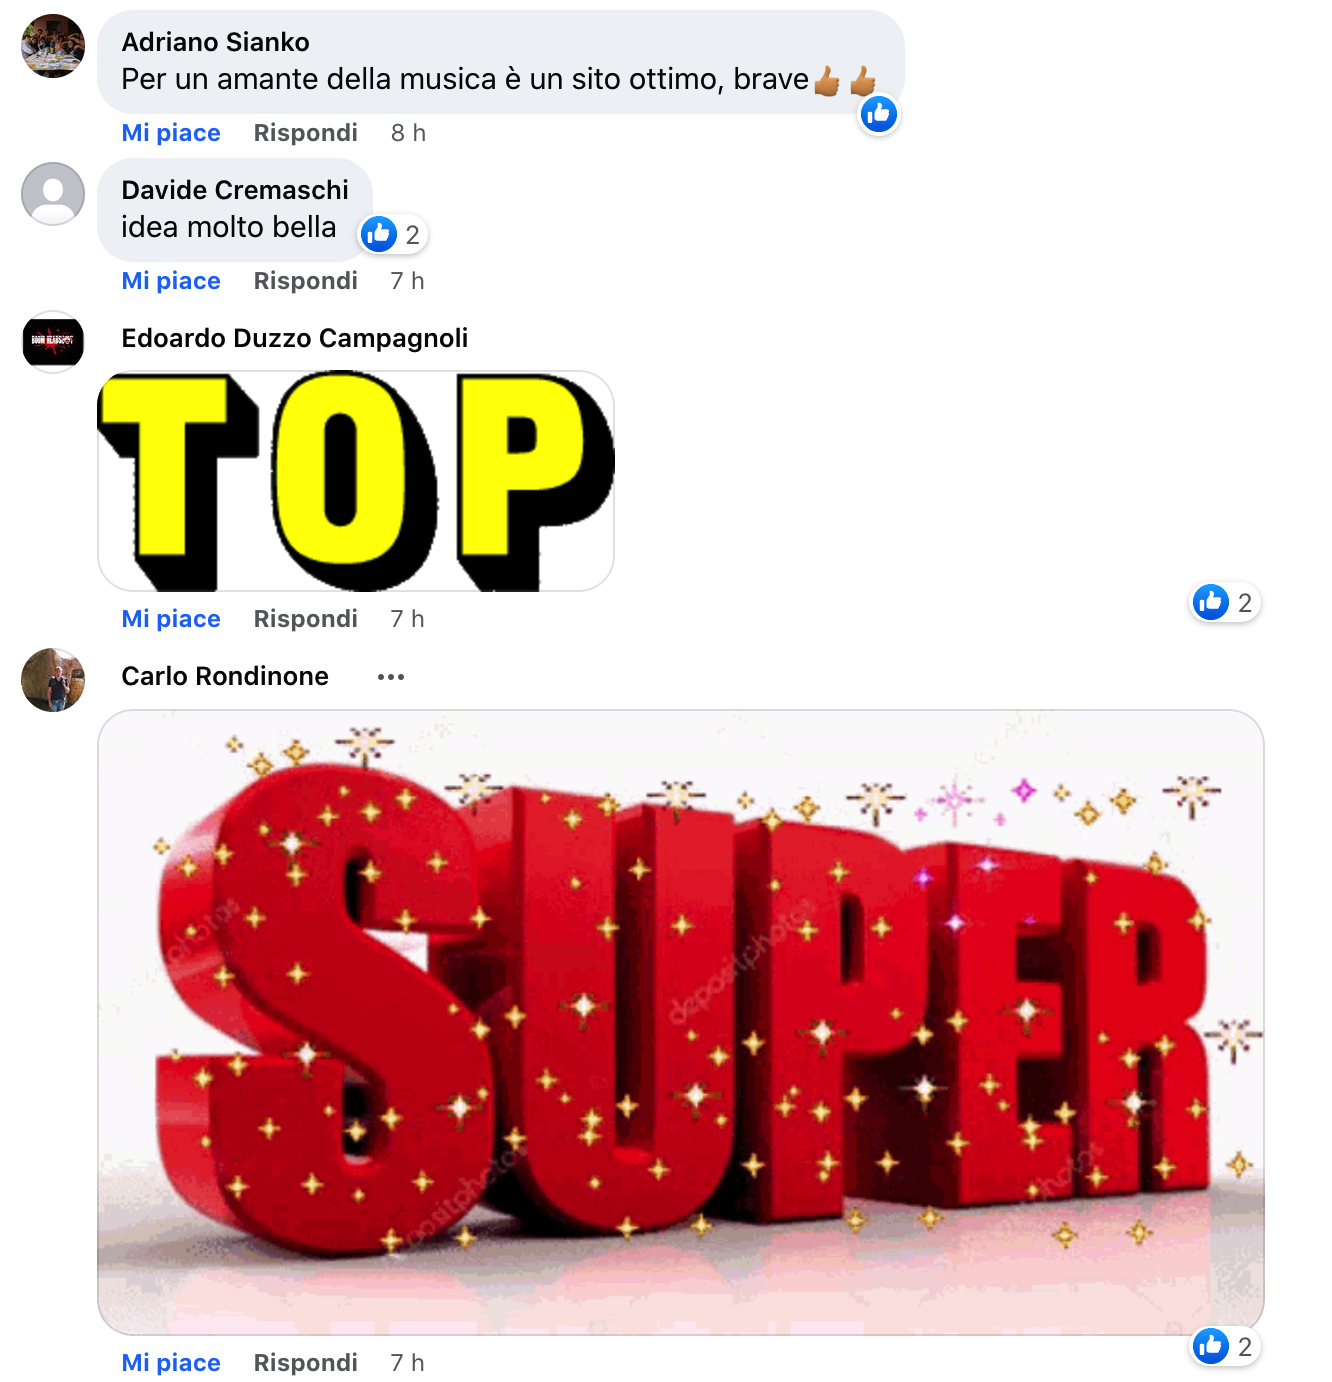 Adriano Sianko
Per un amante della musica è un sito ottimo, brave👍🏽👍🏽
Mi piace Rispondi 8 h
Davide Cremaschi
idea molto bella
2
Mi piace Rispondi 7 h
BOOM HEADSHOT
Edoardo Duzzo Campagnoli
TOP
Mi piace Rispondi 7 h
2
Carlo Rondinone
SUPER
depositphotos
Mi piace Rispondi 7 h
2